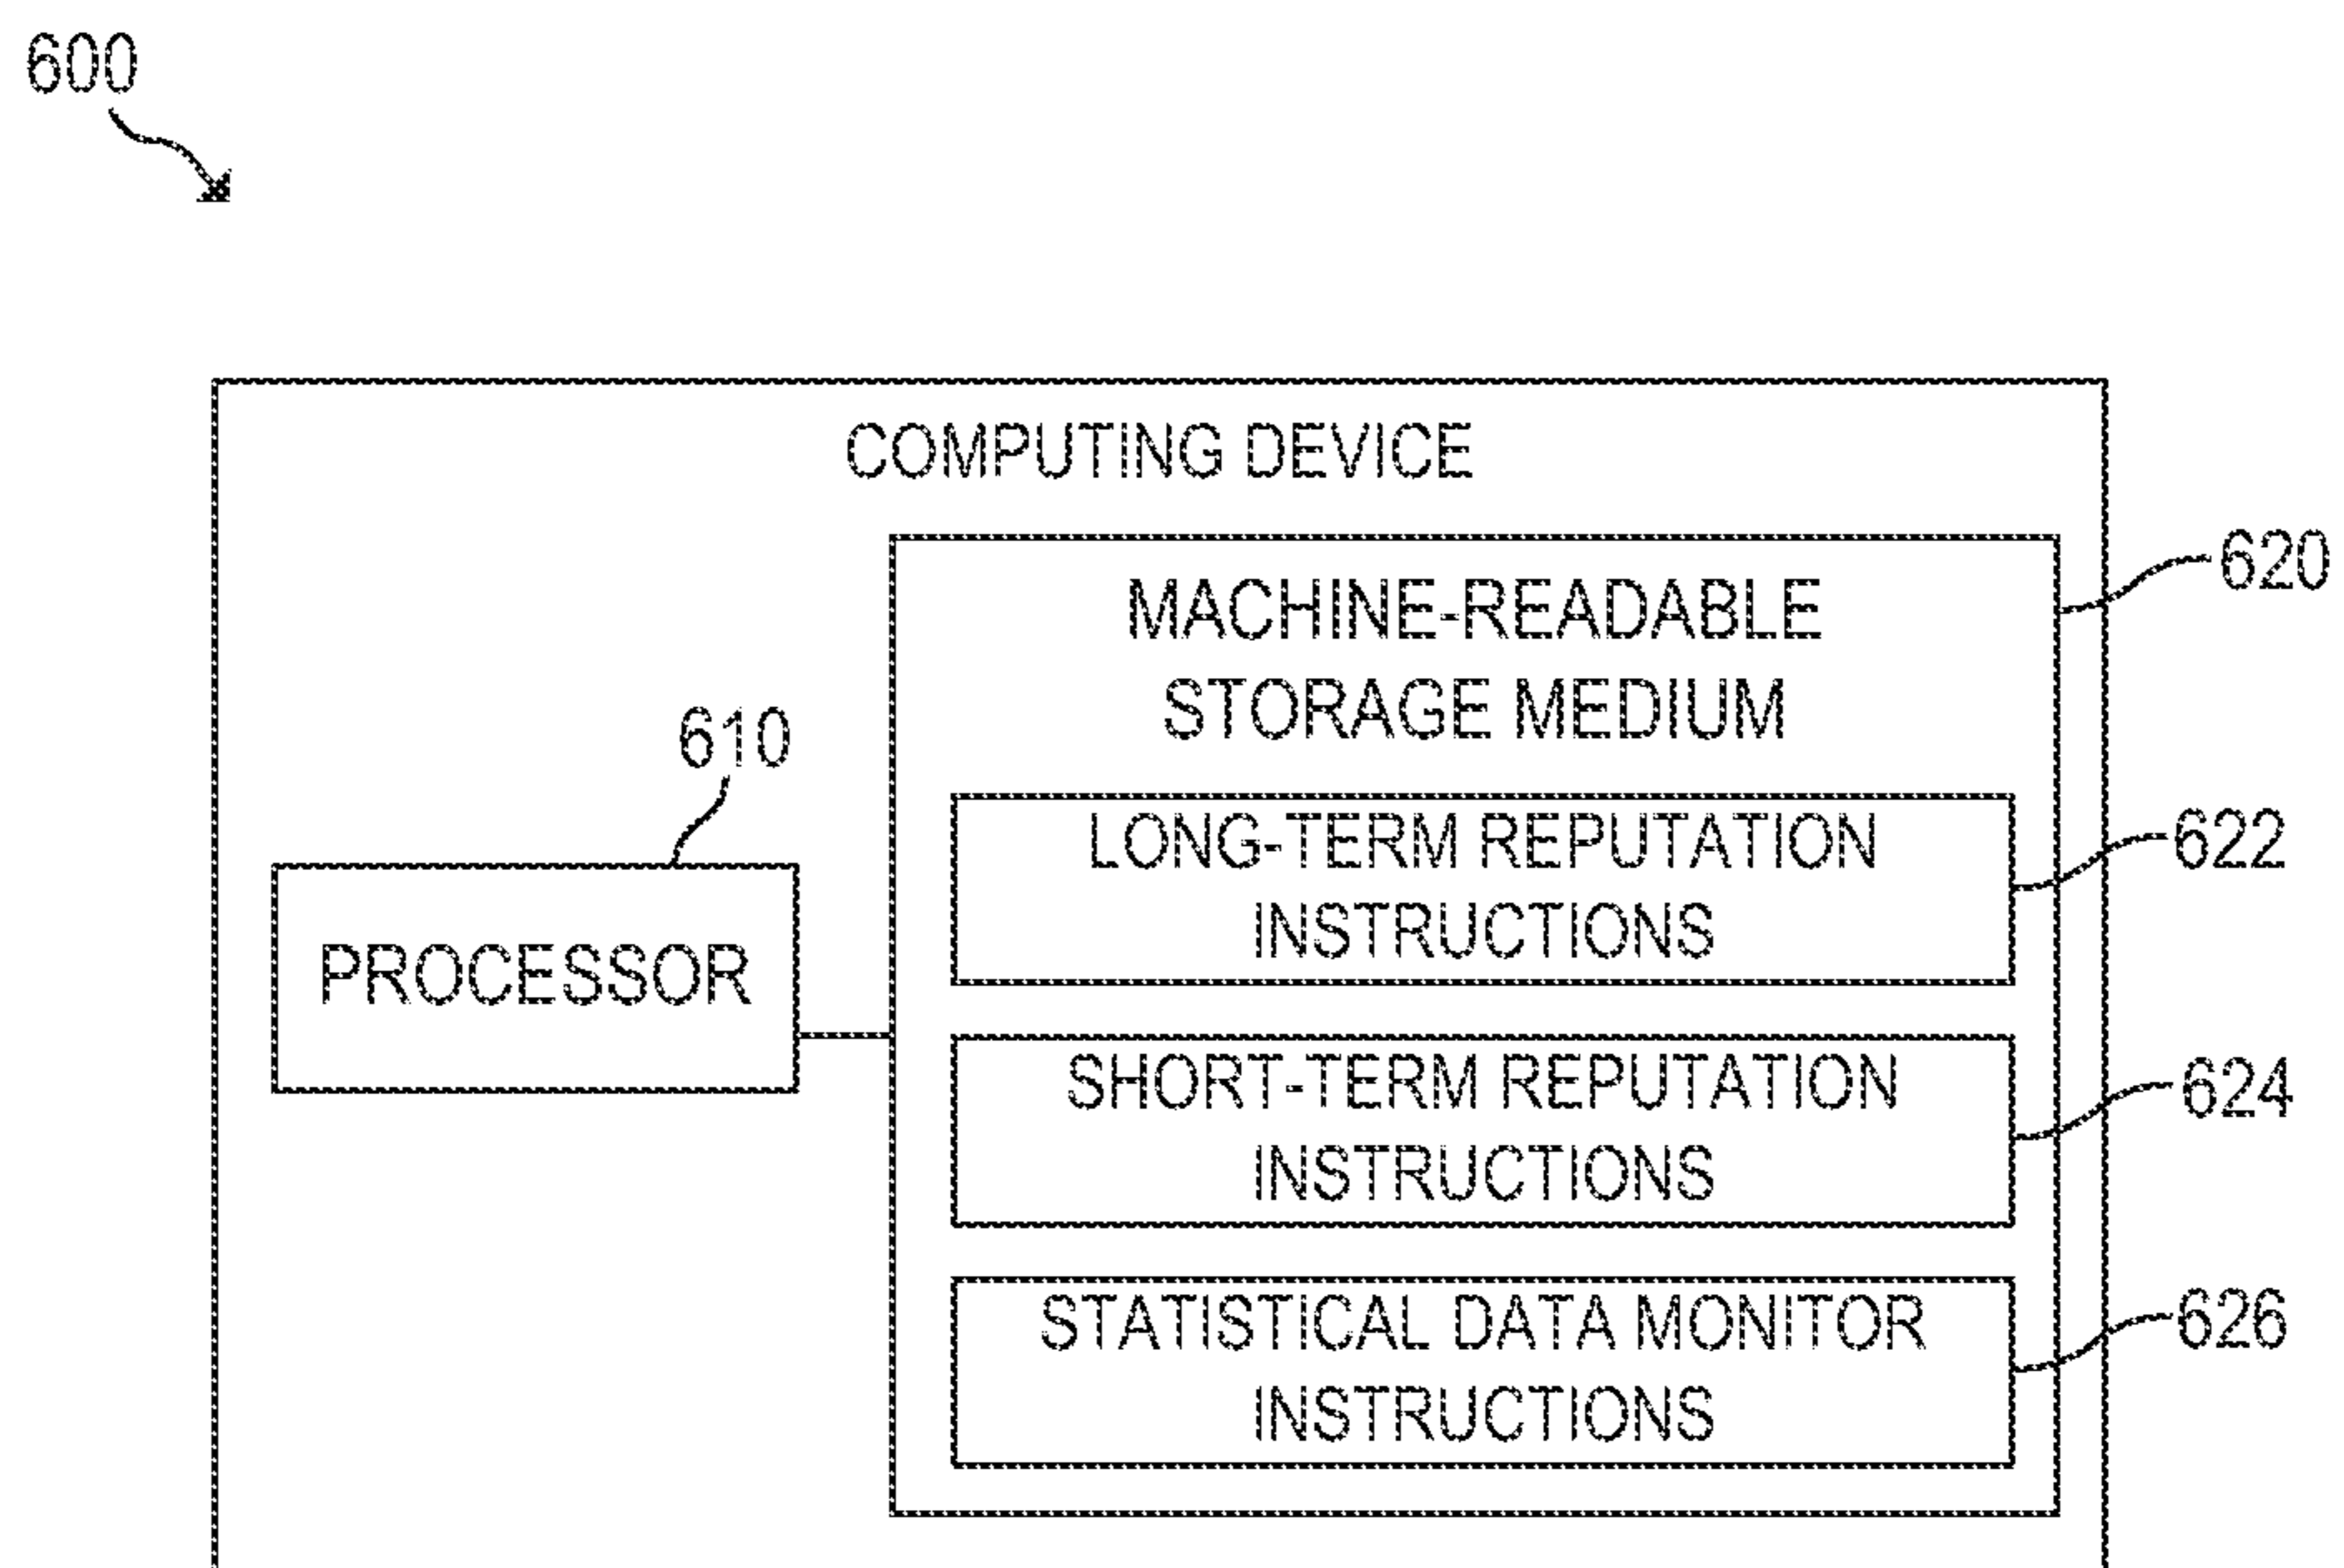 600
COMPUTING DEVICE
620
MACHINE-READABLE
STORAGE MEDIUM
610
622
LONG-TERM REPUTATION
INSTRUCTIONS
PROCESSOR
624
SHORT-TERM REPUTATION
INSTRUCTIONS
626
STATISTICAL DATA MONITOR
INSTRUCTIONS